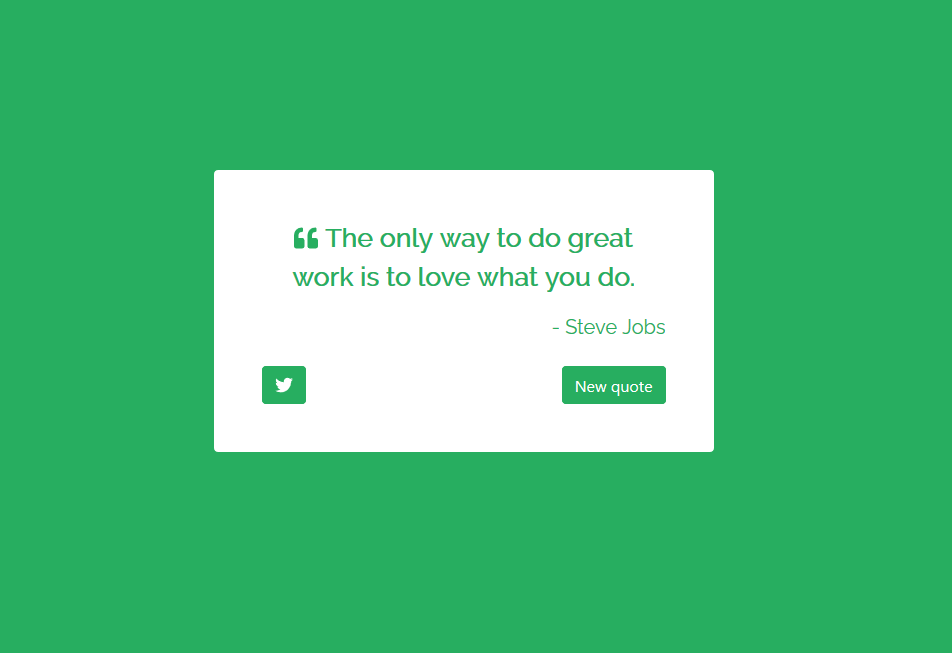 “ The only way to do great
work is to love what you do.
- Steve Jobs
New quote